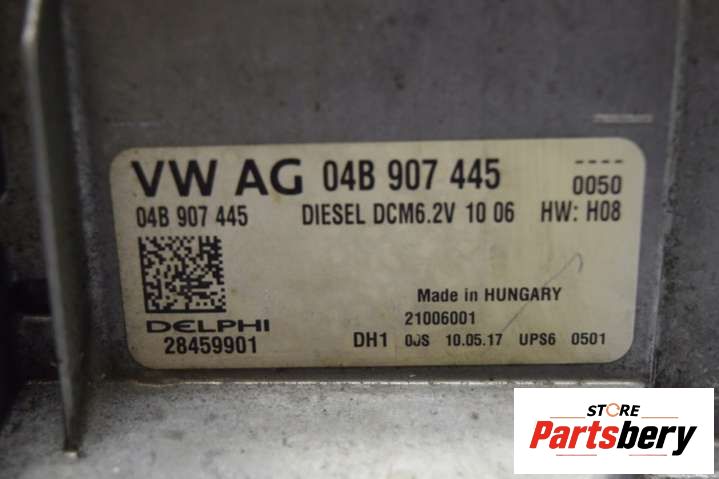 VW AG 04B 907 445
----
0050
04B 907 445 DIESEL DCM6.2V 10 06 HW: H08
Made in HUNGARY
DELPHI
21006001
28459901
DH1 00S 10.05.17 UPS6 0501
STORE
Partsbery